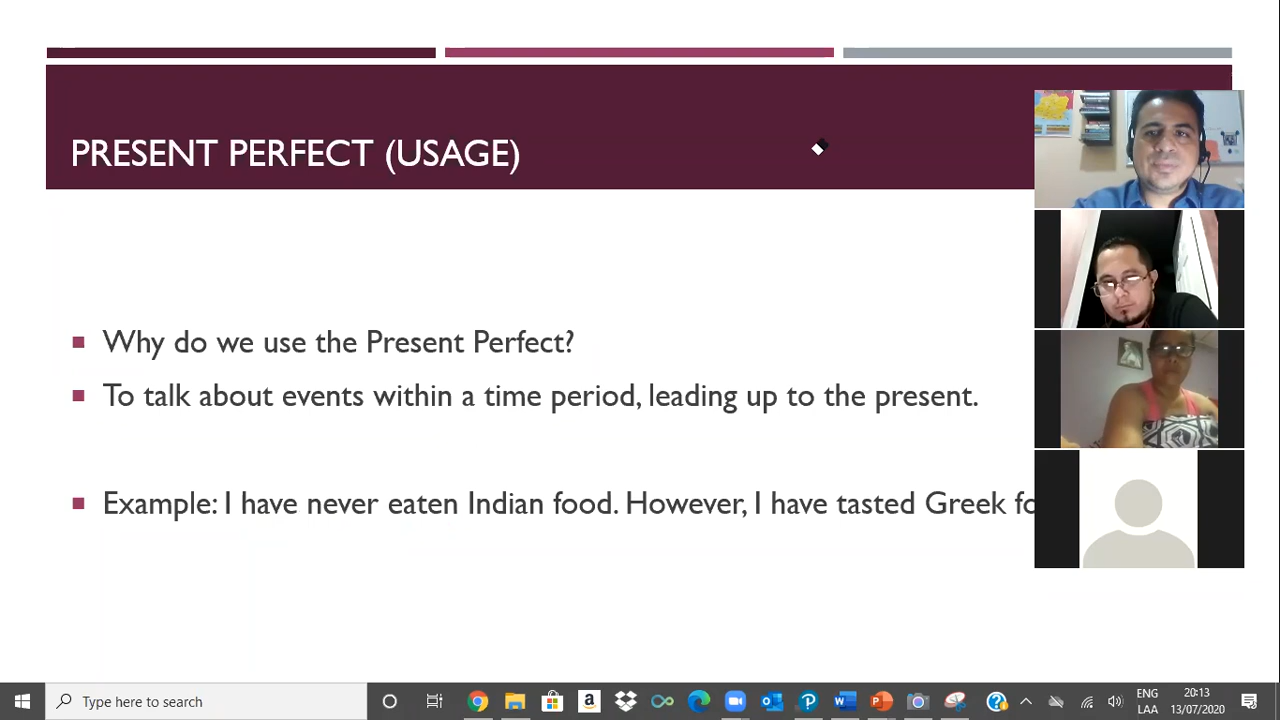 PRESENT PERFECT (USAGE)
Why do we use the Present Perfect?
To talk about events within a time period, leading up to the present.
Example: I have never eaten Indian food. However, I have tasted Greek fo
Type here to search
ENG
LAA
20:13
13/07/2020